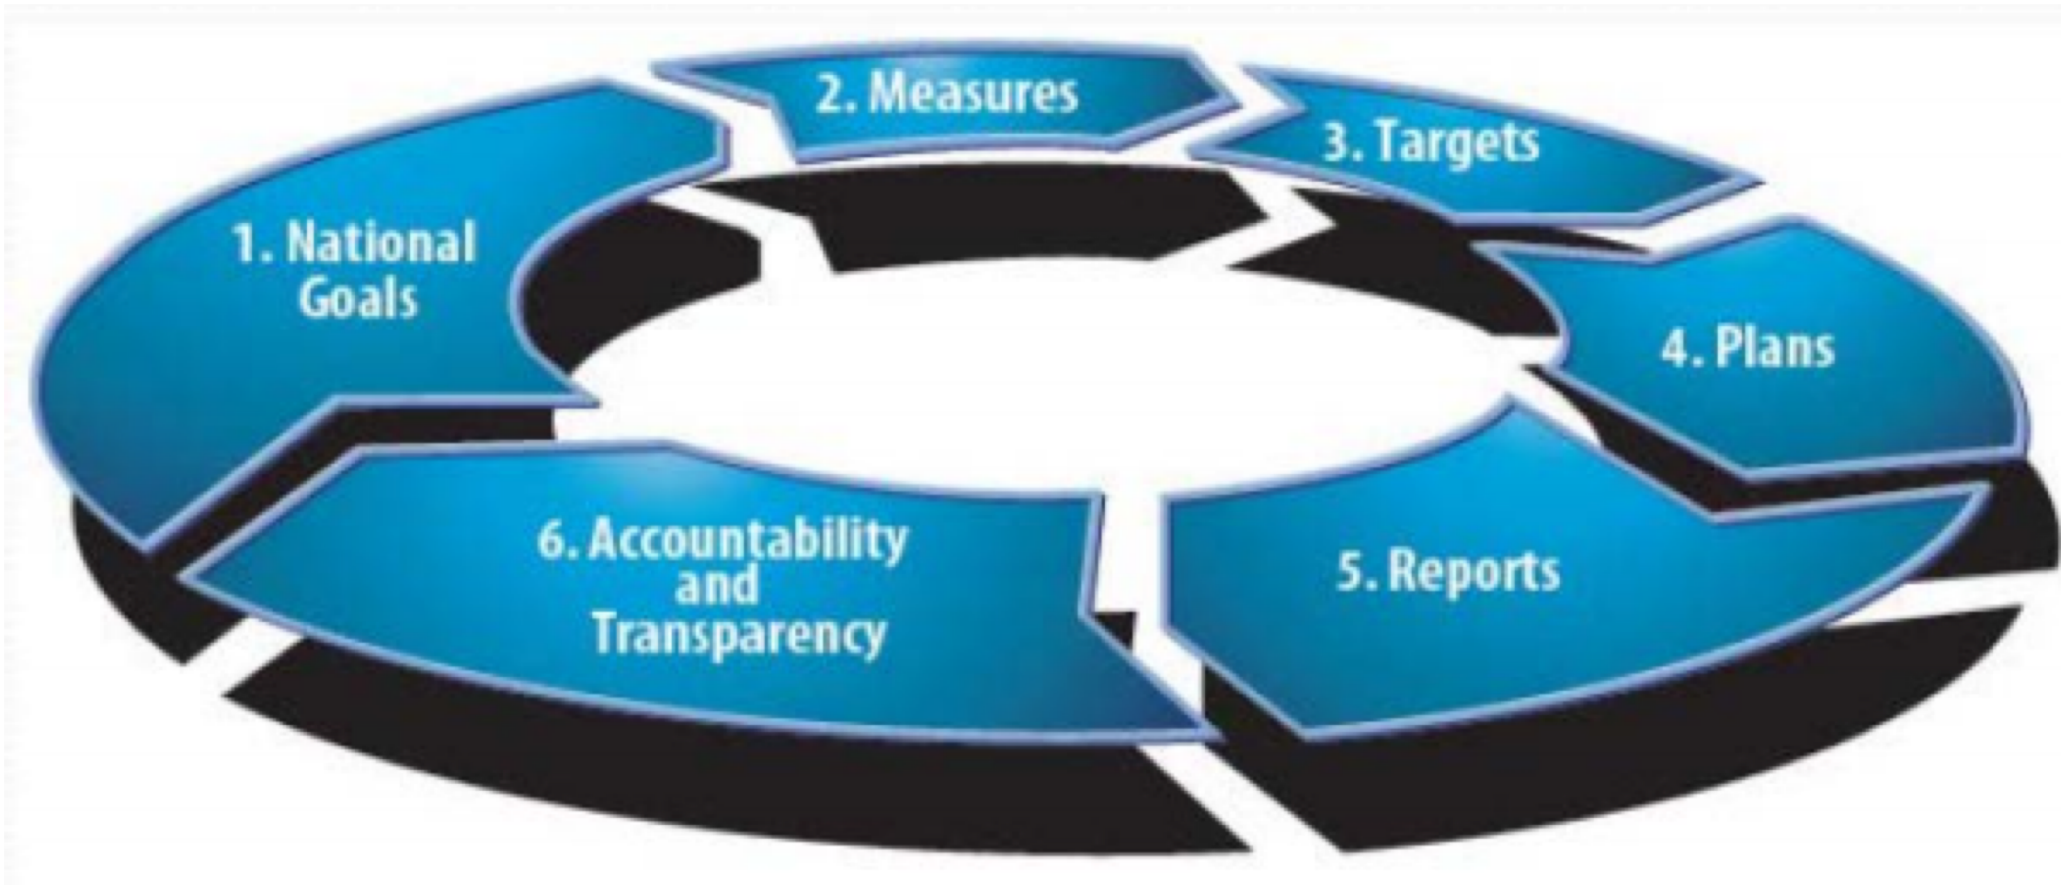 1. National
Goals
2. Measures
3. Targets
4. Plans
5. Reports
6. Accountability
and
Transparency